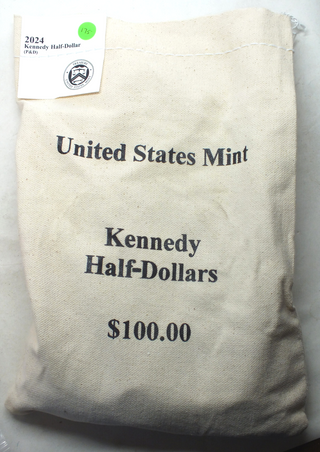 2024
Kennedy Half-Dollar
(P&D)
United States Mint
Kennedy
Half-Dollars
$100.00